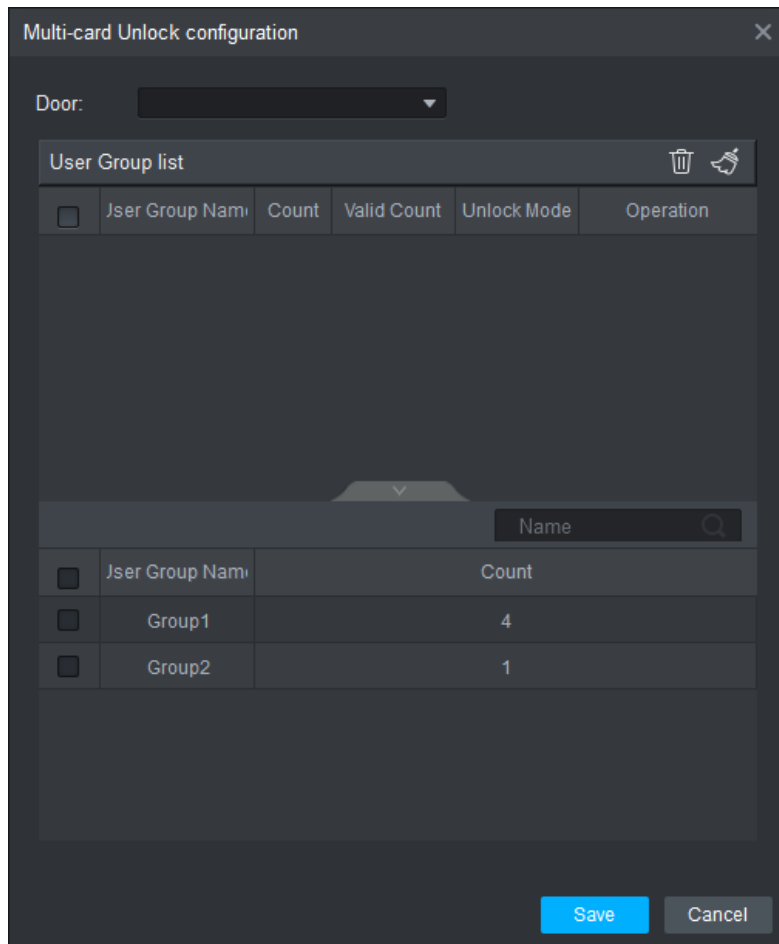 Multi-card Unlock configuration
Door:
User Group list
Jser Group Nam Count Valid Count Unlock Mode Operation
Name
Jser Group Nam Count
Group1 4
Group2 1
Save Cancel